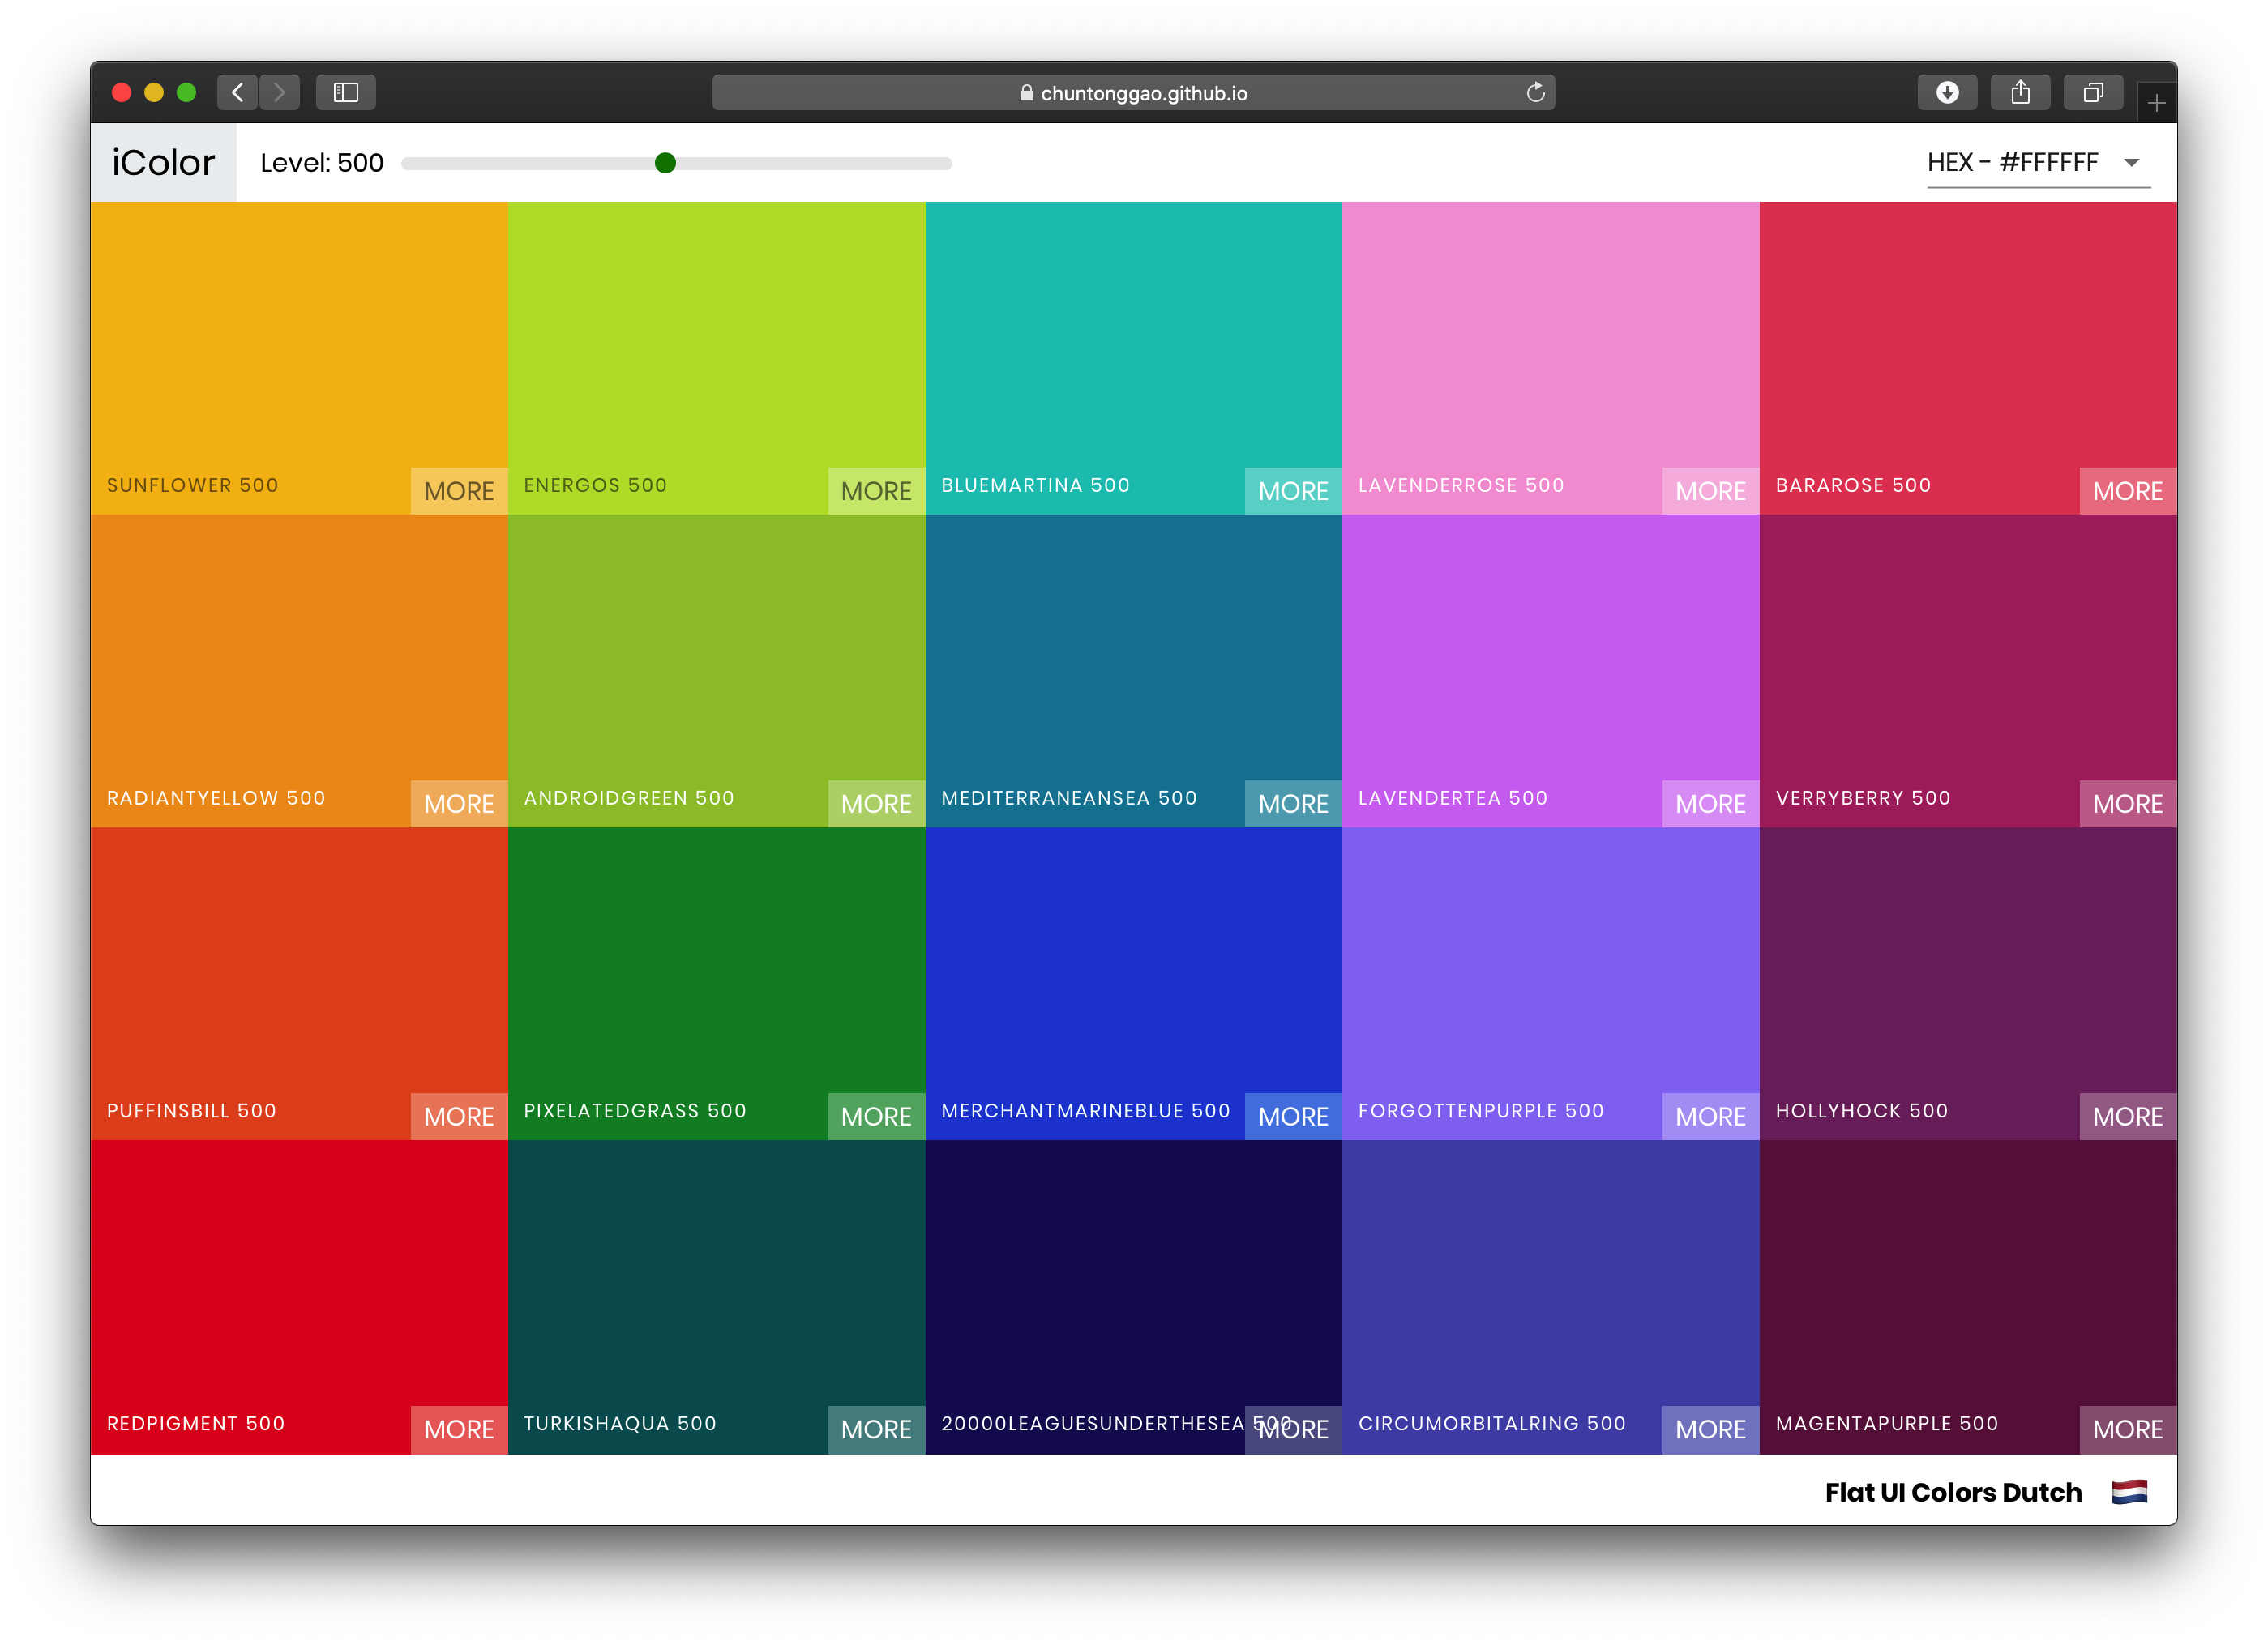 chuntonggao.github.io
iColor
Level: 500
HEX - #FFFFFF
SUNFLOWER 500
MORE
ENERGOS 500
MORE
BLUEMARTINA 500
MORE
LAVENDERROSE 500
MORE
BARAROSE 500
MORE
RADIANTYELLOW 500
MORE
ANDROIDGREEN 500
MORE
MEDITERRANEANSEA 500
MORE
LAVENDERTEA 500
MORE
VERRYBERRY 500
MORE
PUFFINSBILL 500
MORE
PIXELATEDGRASS 500
MORE
MERCHANTMARINEBLUE 500
MORE
FORGOTTENPURPLE 500
MORE
HOLLYHOCK 500
MORE
REDPIGMENT 500
MORE
TURKISHAQUA 500
MORE
20000LEAGUESUNDERTHESEA 500
MORE
CIRCUMORBITALRING 500
MORE
MAGENTAPURPLE 500
MORE
Flat UI Colors Dutch